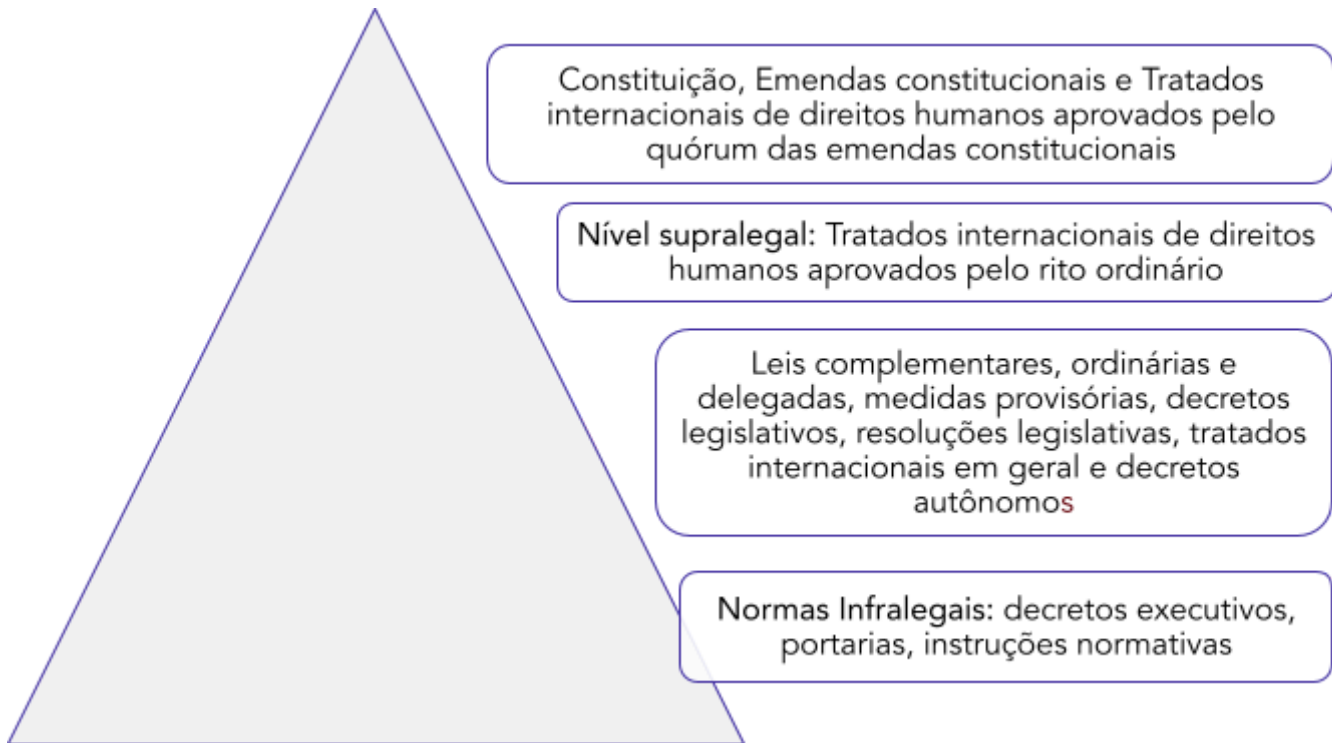 Constituição, Emendas constitucionais e Tratados
internacionais de direitos humanos aprovados pelo
quórum das emendas constitucionais
Nível supralegal: Tratados internacionais de direitos
humanos aprovados pelo rito ordinário
Leis complementares, ordinárias e
delegadas, medidas provisórias, decretos
legislativos, resoluções legislativas, tratados
internacionais em geral e decretos
autônomos
Normas Infralegais: decretos executivos,
portarias, instruções normativas